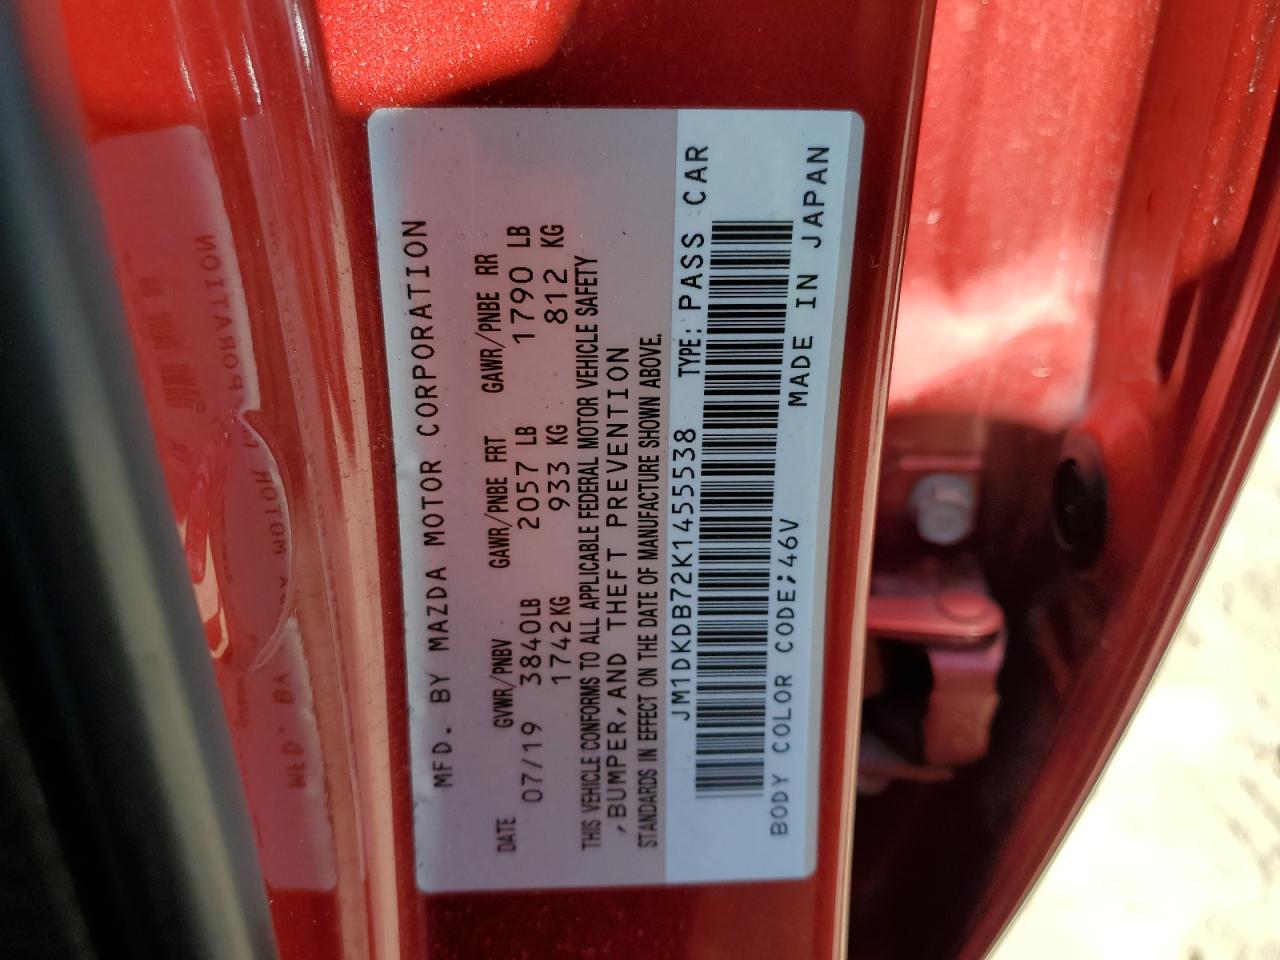 MFD. BY MAZDA MOTOR CORPORATION
DATE GVWR/PNBV GAWR/PNBE FRT GAWR/PNBE RR
07/19 3840LB 2057 LB 1790 LB
1742KG 933 KG 812 KG
THIS VEHICLE CONFORMS TO ALL APPLICABLE FEDERAL MOTOR VEHICLE SAFETY
,BUMPER,AND THEFT PREVENTION
STANDARDS IN EFFECT ON THE DATE OF MANUFACTURE SHOWN ABOVE.
JM1DKDB72K1455538 TYPE: PASS CAR
BODY COLOR CODE;46V MADE IN JAPAN